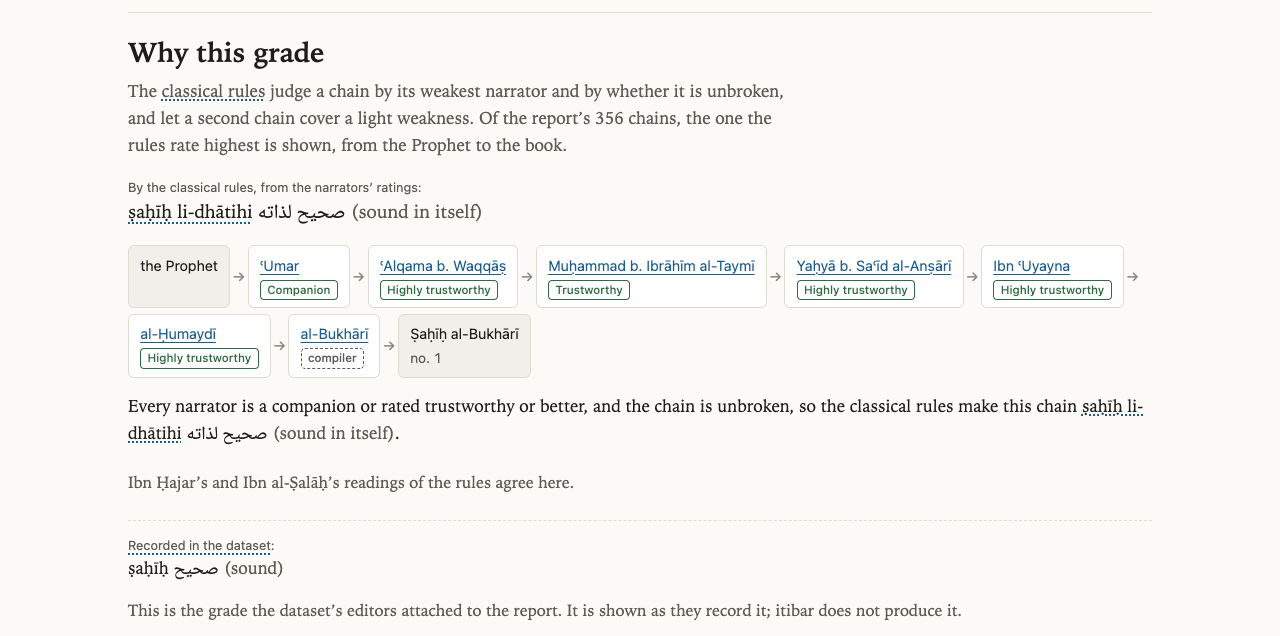 Why this grade
The classical rules judge a chain by its weakest narrator and by whether it is unbroken,
and let a second chain cover a light weakness. Of the report’s 356 chains, the one the
rules rate highest is shown, from the Prophet to the book.
By the classical rules, from the narrators’ ratings:
ṣaḥīḥ li-dhātihi صحيح لذاته (sound in itself)
the Prophet → ʿUmar → ʿAlqama b. Waqqāṣ → Muḥammad b. Ibrāhīm al-Taymī → Yaḥyā b. Saʿīd al-Anṣārī → Ibn ʿUyayna →
Companion Highly trustworthy Trustworthy Highly trustworthy Highly trustworthy
al-Ḥumaydī → al-Bukhārī → Ṣaḥīḥ al-Bukhārī
Highly trustworthy compiler no. 1
Every narrator is a companion or rated trustworthy or better, and the chain is unbroken, so the classical rules make this chain ṣaḥīḥ li-
dhātihi صحيح لذاته (sound in itself).
Ibn Ḥajar’s and Ibn al-Ṣalāḥ’s readings of the rules agree here.
Recorded in the dataset:
ṣaḥīḥ صحيح (sound)
This is the grade the dataset’s editors attached to the report. It is shown as they record it; itibar does not produce it.